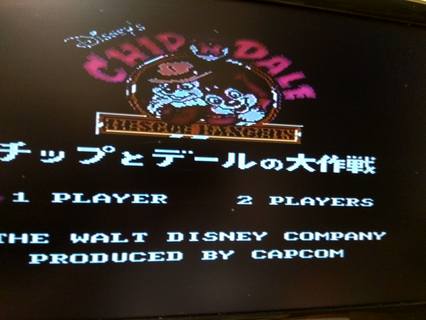 Disney's
CHIP 'N DALE
RESCUE RANGERS
チップとデールの大作戦
1 PLAYER 2 PLAYERS
THE WALT DISNEY COMPANY
PRODUCED BY CAPCOM